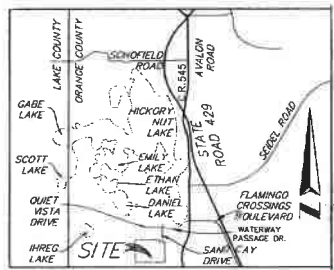 LAKE COUNTY
ORANGE COUNTY
SCHOFIELD
ROAD
C.R.545
AVALON
ROAD
GABE
LAKE
HICKORY
NUT
LAKE
STATE
ROAD 429
SEIDEL ROAD
SCOTT
LAKE
EMILY
LAKE
ETHAN
LAKE
DANIEL
LAKE
QUIET
VISTA
DRIVE
FLAMINGO
CROSSINGS
BOULEVARD
WATERWAY
PASSAGE DR.
IHREG
LAKE
SITE
SAND CAY
DRIVE